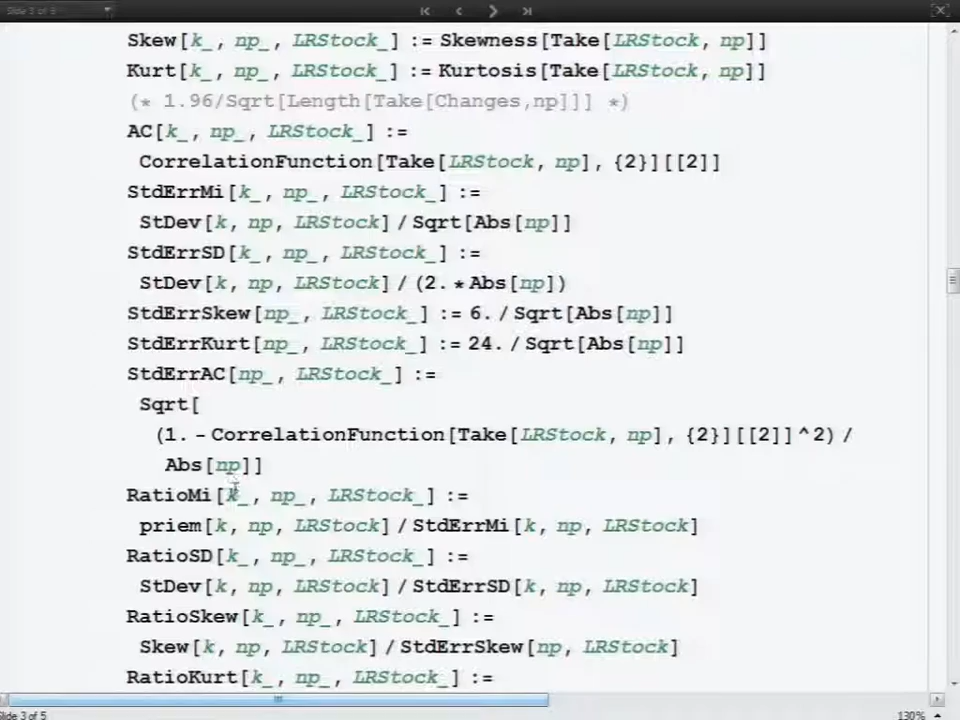 Slide 3 of 5
Skew[k_, np_, LRStock_] := Skewness[Take[LRStock, np]]
Kurt[k_, np_, LRStock_] := Kurtosis[Take[LRStock, np]]
(* 1.96/Sqrt[Length[Take[Changes,np]]] *)
AC[k_, np_, LRStock_] :=
CorrelationFunction[Take[LRStock, np], {2}][[2]]
StdErrMi[k_, np_, LRStock_] :=
StDev[k, np, LRStock] / Sqrt[Abs[np]]
StdErrSD[k_, np_, LRStock_] :=
StDev[k, np, LRStock] / (2. * Abs[np])
StdErrSkew[np_, LRStock_] := 6. / Sqrt[Abs[np]]
StdErrKurt[np_, LRStock_] := 24. / Sqrt[Abs[np]]
StdErrAC[np_, LRStock_] :=
Sqrt[
(1. - CorrelationFunction[Take[LRStock, np], {2}][[2]] ^ 2) /
Abs[np]]
RatioMi[k_, np_, LRStock_] :=
priem[k, np, LRStock] / StdErrMi[k, np, LRStock]
RatioSD[k_, np_, LRStock_] :=
StDev[k, np, LRStock] / StdErrSD[k, np, LRStock]
RatioSkew[k_, np_, LRStock_] :=
Skew[k, np, LRStock] / StdErrSkew[np, LRStock]
RatioKurt[k_, np_, LRStock_] :=
Slide 3 of 5
130%